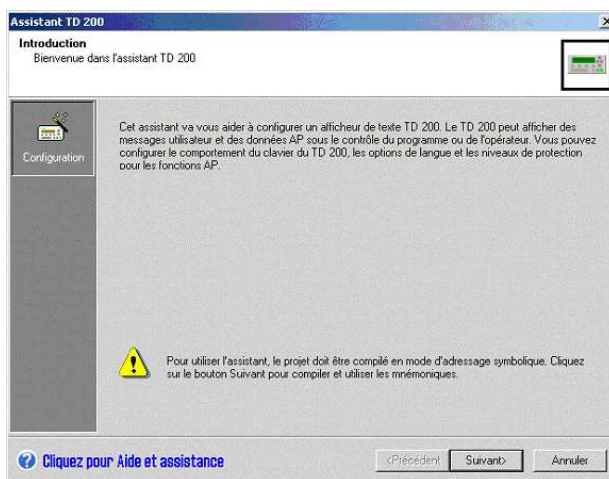 Assistant TD 200
Introduction
Bienvenue dans l'assistant TD 200
Configuration
Cet assistant va vous aider à configurer un afficheur de texte TD 200. Le TD 200 peut afficher des
messages utilisateur et des données AP sous le contrôle du programme ou de l'opérateur. Vous pouvez
configurer le comportement du clavier du TD 200, les options de langue et les niveaux de protection
pour les fonctions AP.
Pour utiliser l'assistant, le projet doit être compilé en mode d'adressage symbolique. Cliquez
sur le bouton Suivant pour compiler et utiliser les mnémoniques.
Cliquez pour Aide et assistance
<Précédent Suivant> Annuler